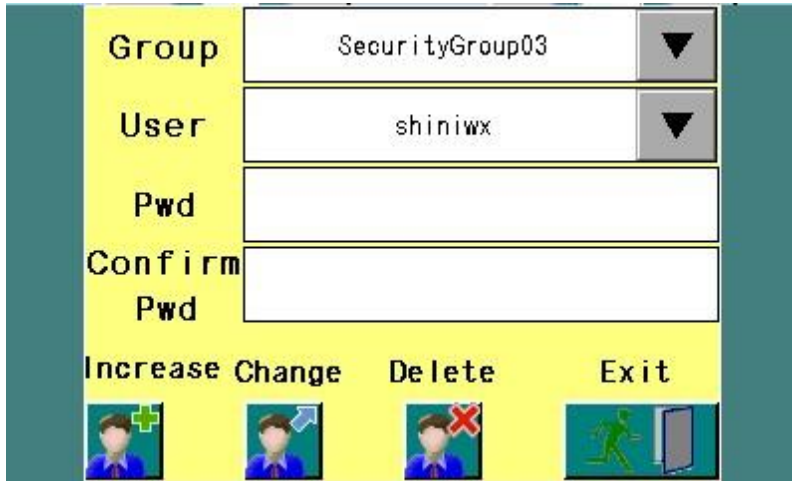 Group SecurityGroup03
User shiniwx
Pwd
Confirm
Pwd
Increase Change Delete Exit